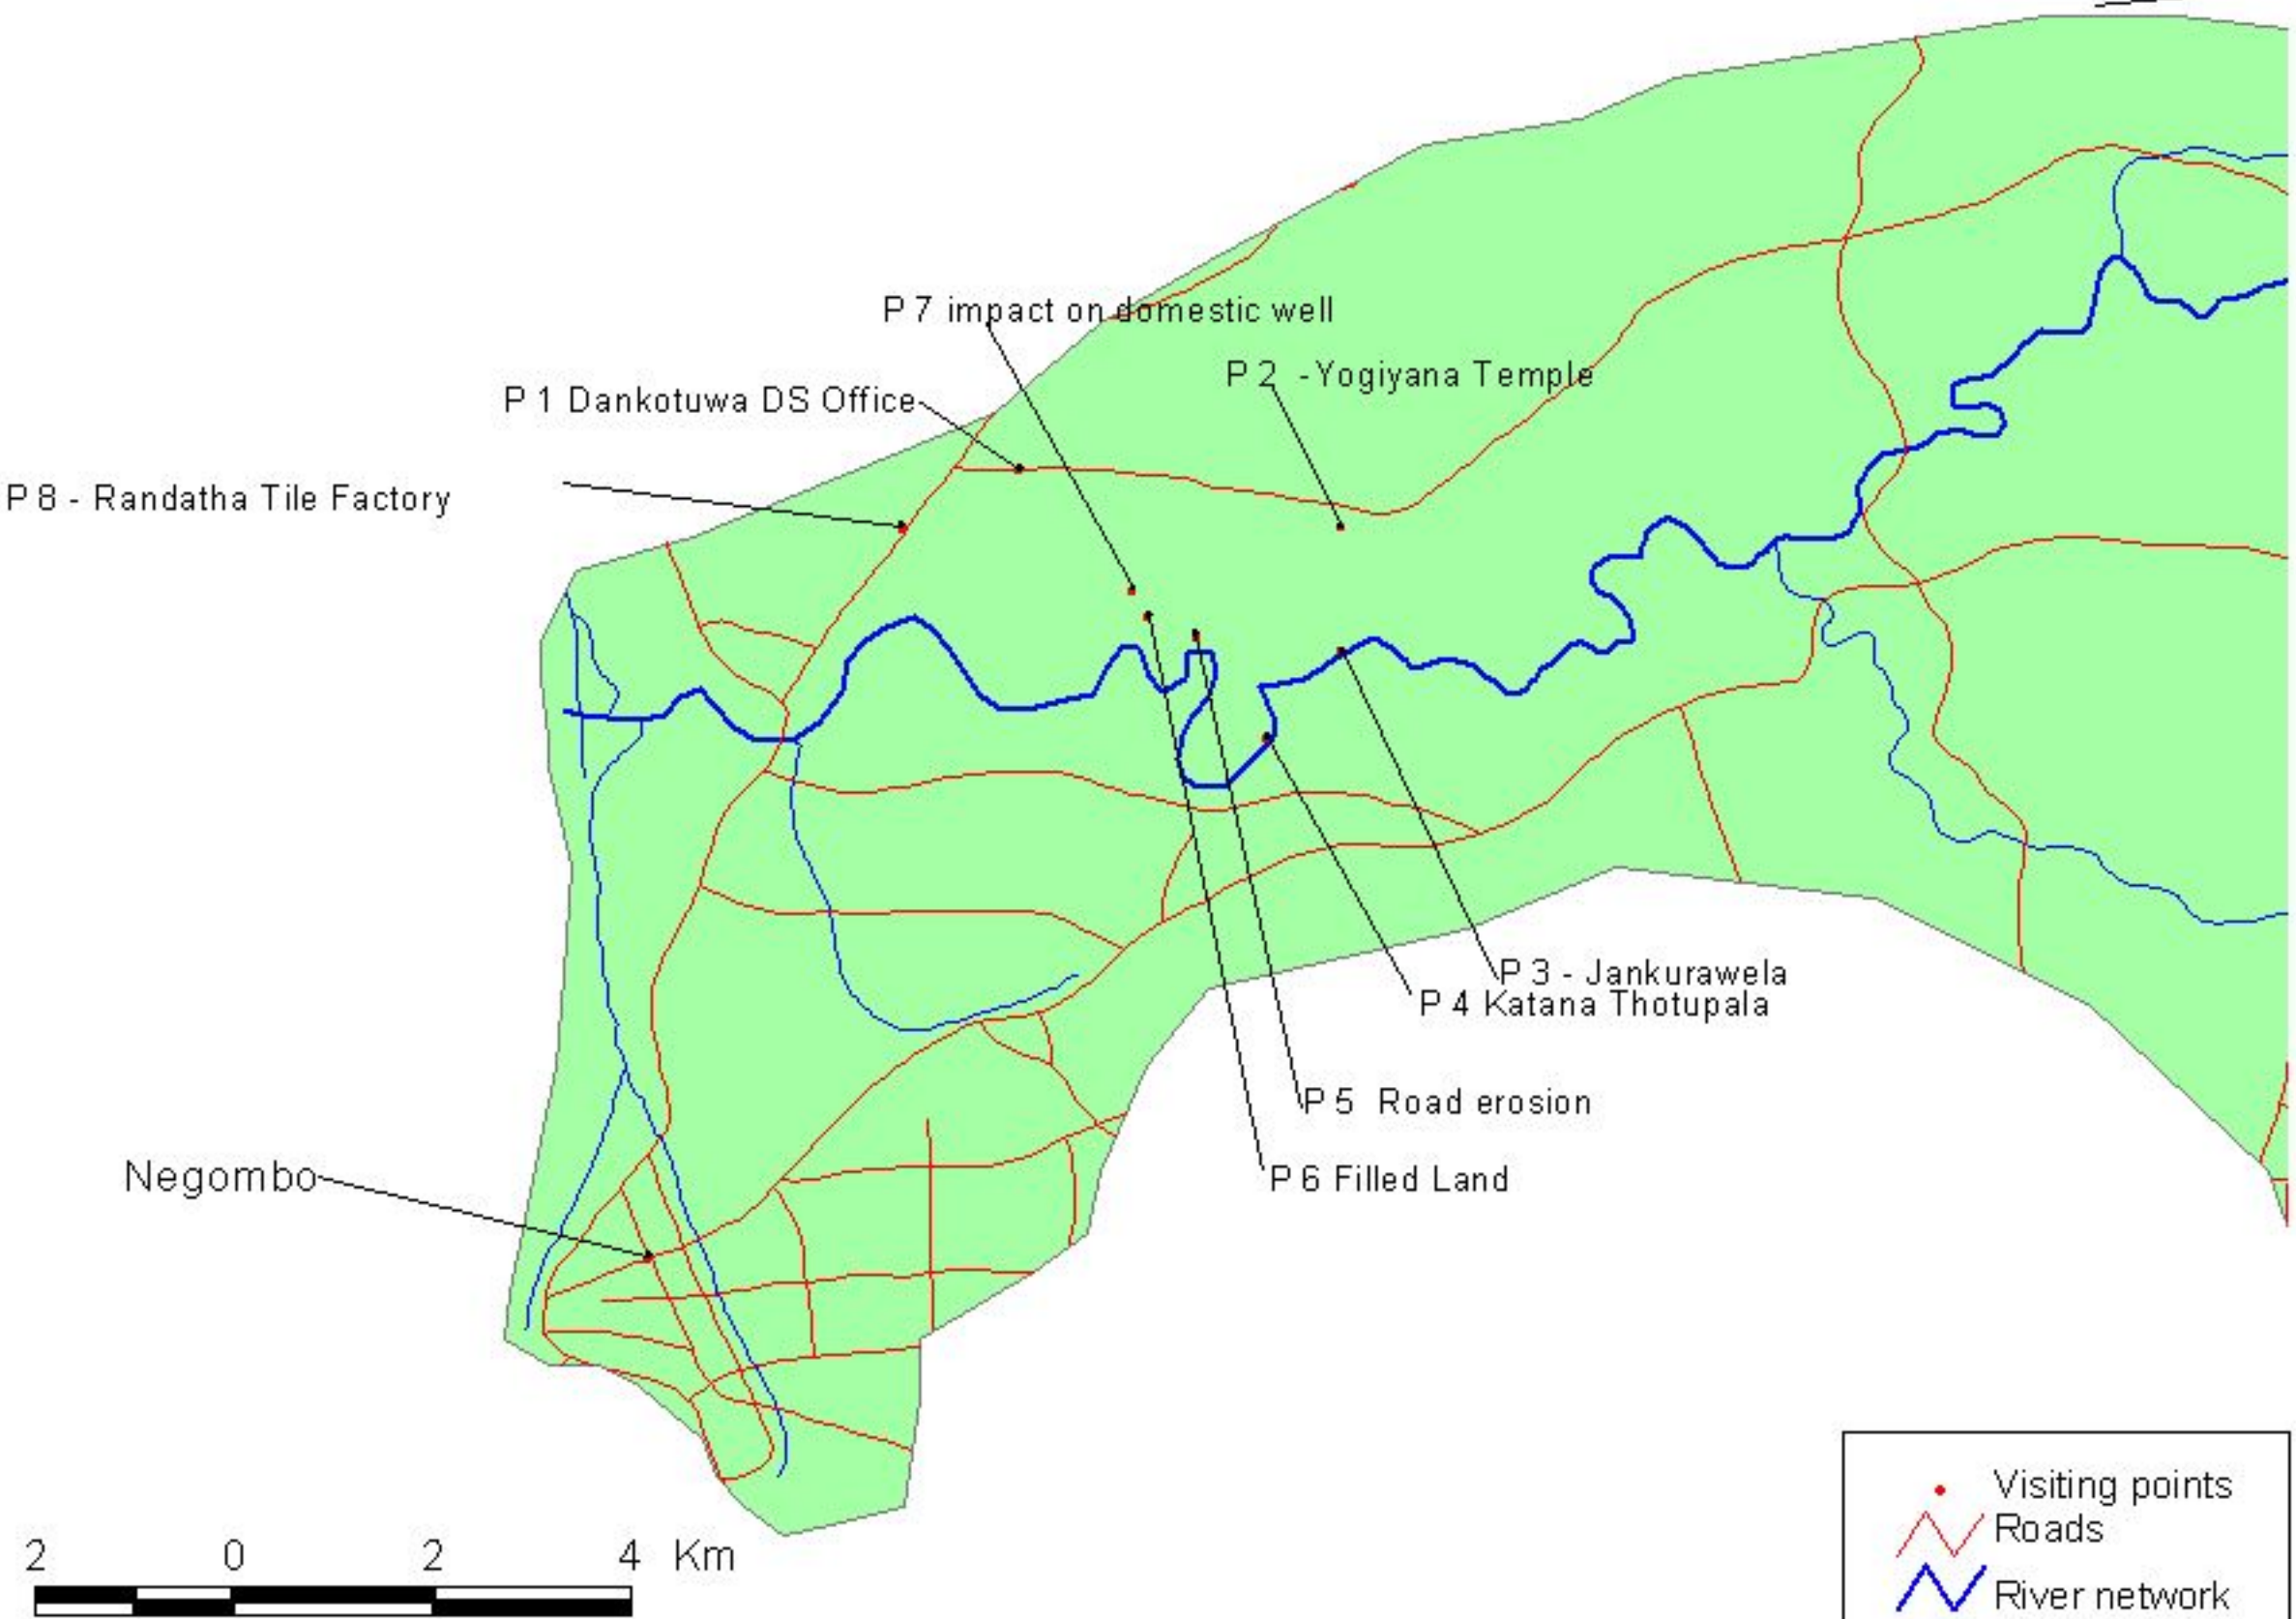 P 7 impact on domestic well
P 2 -Yogiyana Temple
P 1 Dankotuwa DS Office
P 8 - Randatha Tile Factory
P 3 - Jankurawela
P 4 Katana Thotupala
P 5 Road erosion
P 6 Filled Land
Negombo
Visiting points
Roads
River network
2 0 2 4 Km